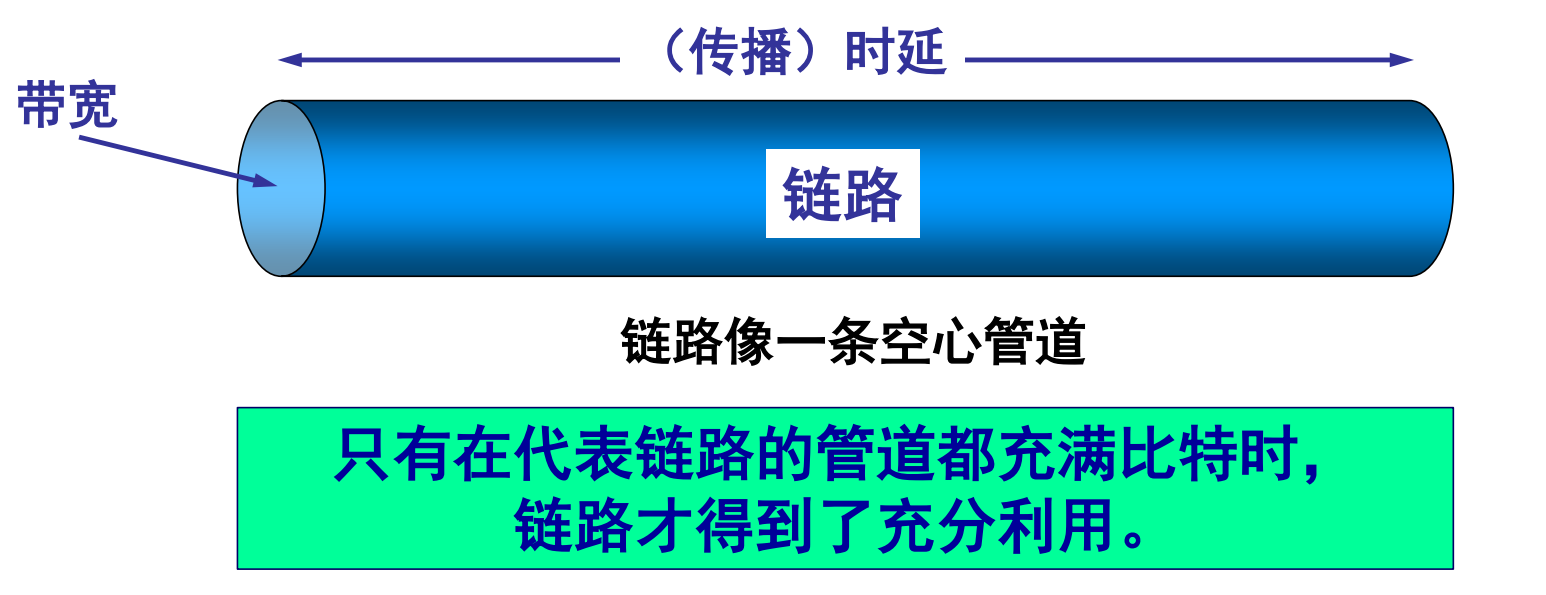 （传播）时延
带宽
链路
链路像一条空心管道
只有在代表链路的管道都充满比特时，
链路才得到了充分利用。